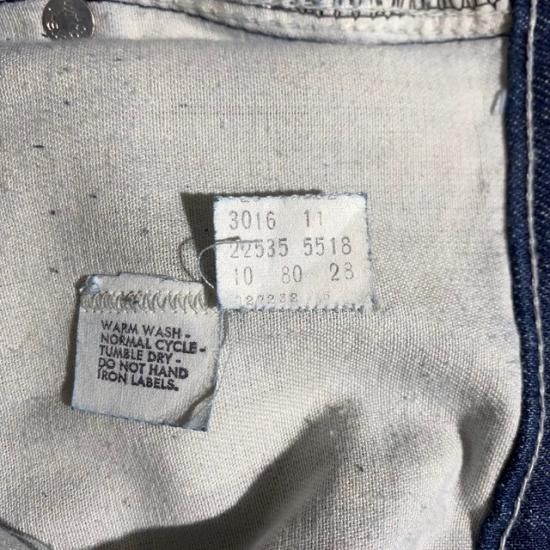 3016 11
22535 5518
10 80 28
WARM WASH -
NORMAL CYCLE -
TUMBLE DRY -
DO NOT HAND
IRON LABELS.